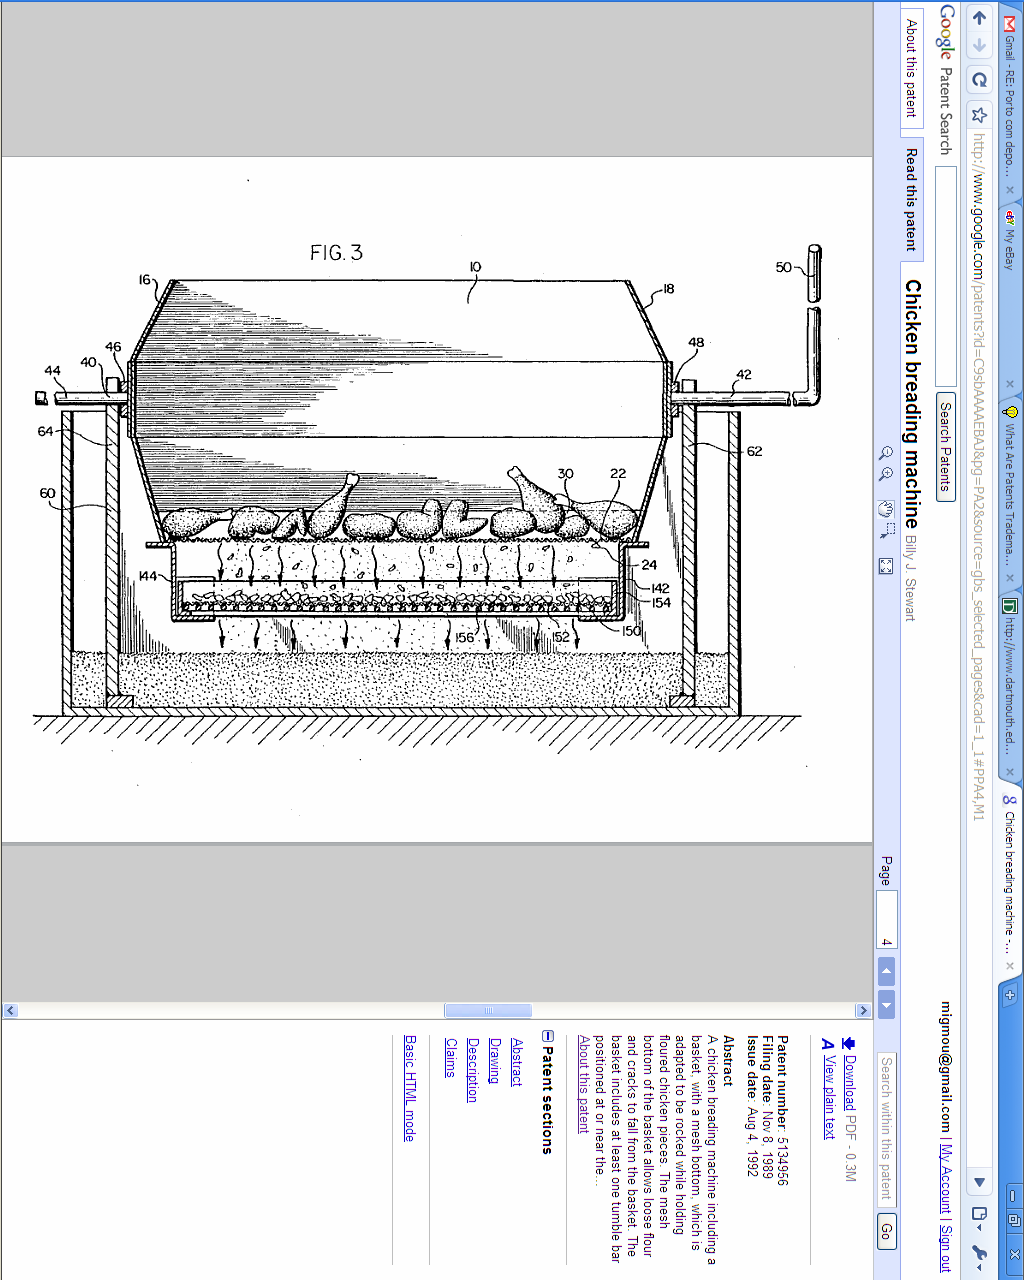 Gmail - RE: Porto com depo...
My eBay
What Are Patents Tradema...
http://www.dartmouth.ed...
Chicken breading machine -...
http://www.google.com/patents?id=C9sbAAAAEBAJ&pg=PA2&source=gbs_selected_pages&cad=1_1#PPA4,M1
migmou@gmail.com | My Account | Sign out
Google Patent Search
Search Patents
Chicken breading machine Billy J. Stewart
About this patent
Read this patent
Page 4
Search within this patent
Go
FIG. 3
50
18
10
16
48
42
46
40
44
62
64
60
30
22
24
144
142
154
150
152
156
Download PDF - 0.3M
View plain text
Patent number: 5134956
Filing date: Nov 8, 1989
Issue date: Aug 4, 1992
Abstract
A chicken breading machine including a
basket, with a mesh bottom, which is
adapted to be rocked while holding
floured chicken pieces. The mesh
bottom of the basket allows loose flour
and cracks to fall from the basket. The
basket includes at least one tumble bar
positioned at or near the...
About this patent
Patent sections
Abstract
Drawing
Description
Claims
Basic HTML mode